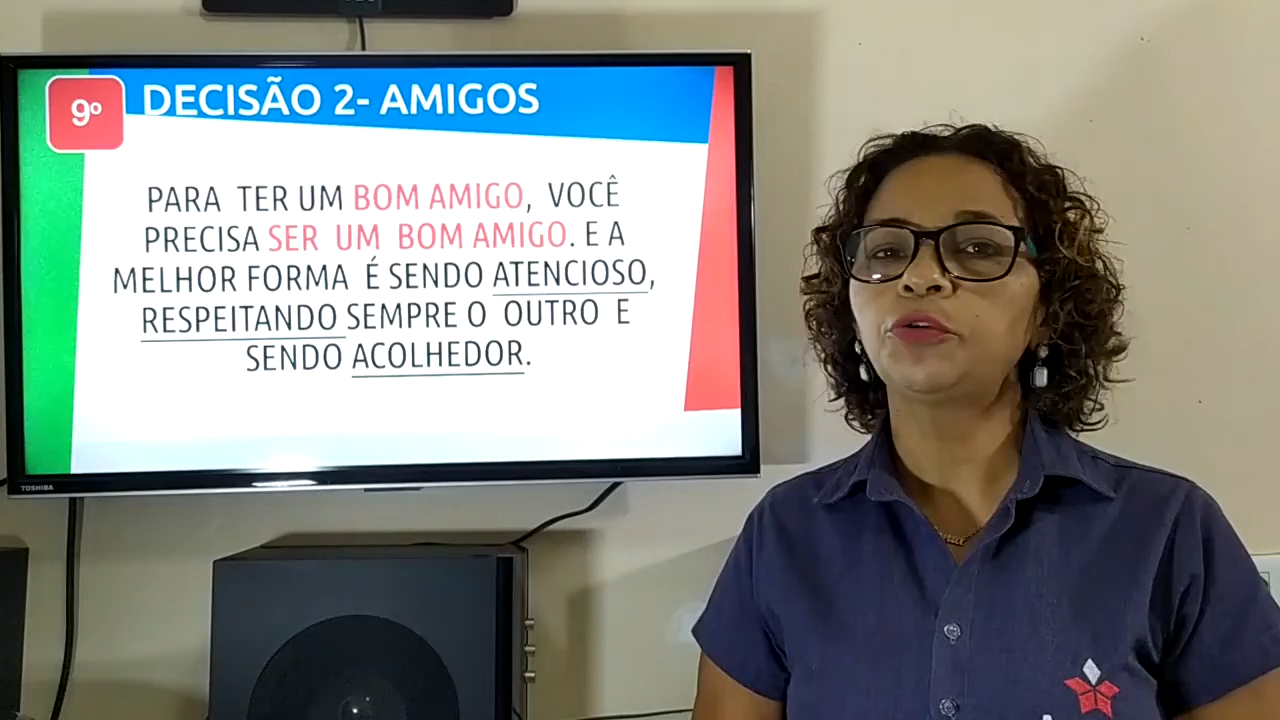 9º
DECISÃO 2- AMIGOS
PARA TER UM BOM AMIGO, VOCÊ
PRECISA SER UM BOM AMIGO. E A
MELHOR FORMA É SENDO ATENCIOSO,
RESPEITANDO SEMPRE O OUTRO E
SENDO ACOLHEDOR.
TOSHIBA